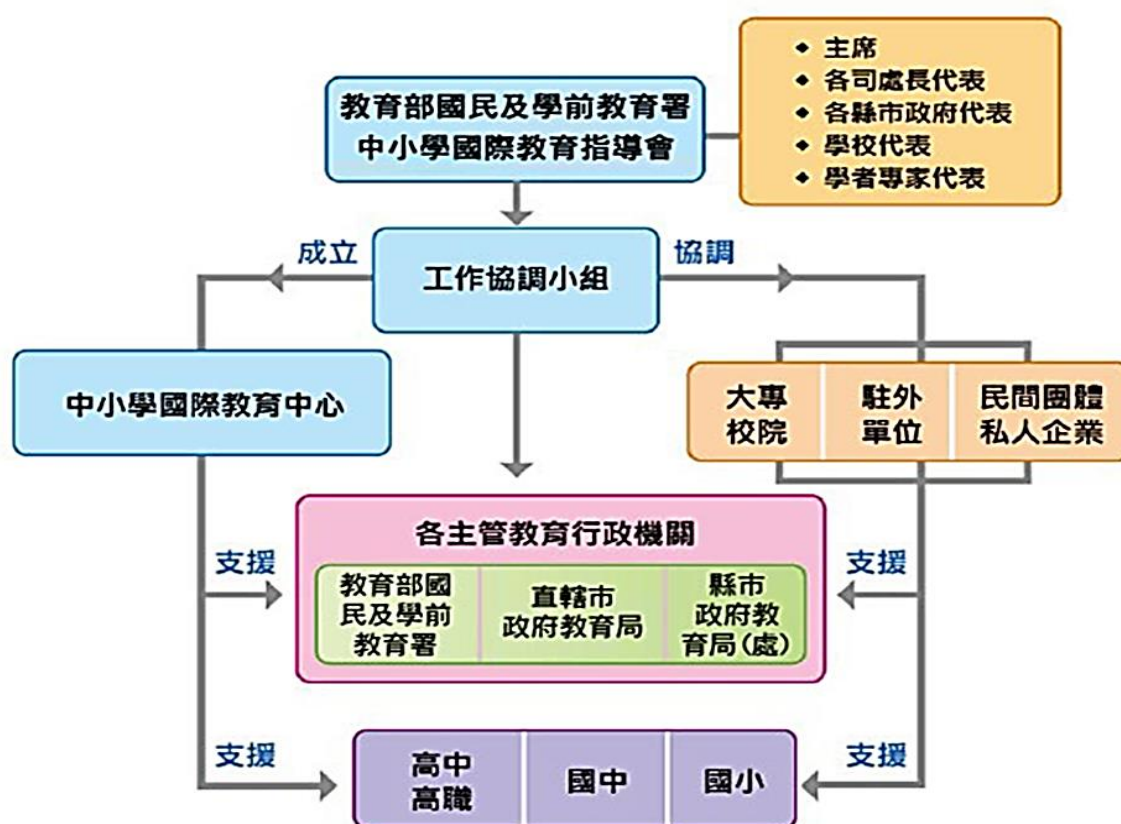 教育部國民及學前教育署
中小學國際教育指導會
◆ 主席
◆ 各司處長代表
◆ 各縣市政府代表
◆ 學校代表
◆ 學者專家代表
成立
工作協調小組
協調
中小學國際教育中心
大專
校院
駐外
單位
民間團體
私人企業
各主管教育行政機關
支援
教育部國
民及學前
教育署
直轄市
政府教育局
縣市
政府教
育局(處)
支援
支援
高中
高職
國中
國小
支援